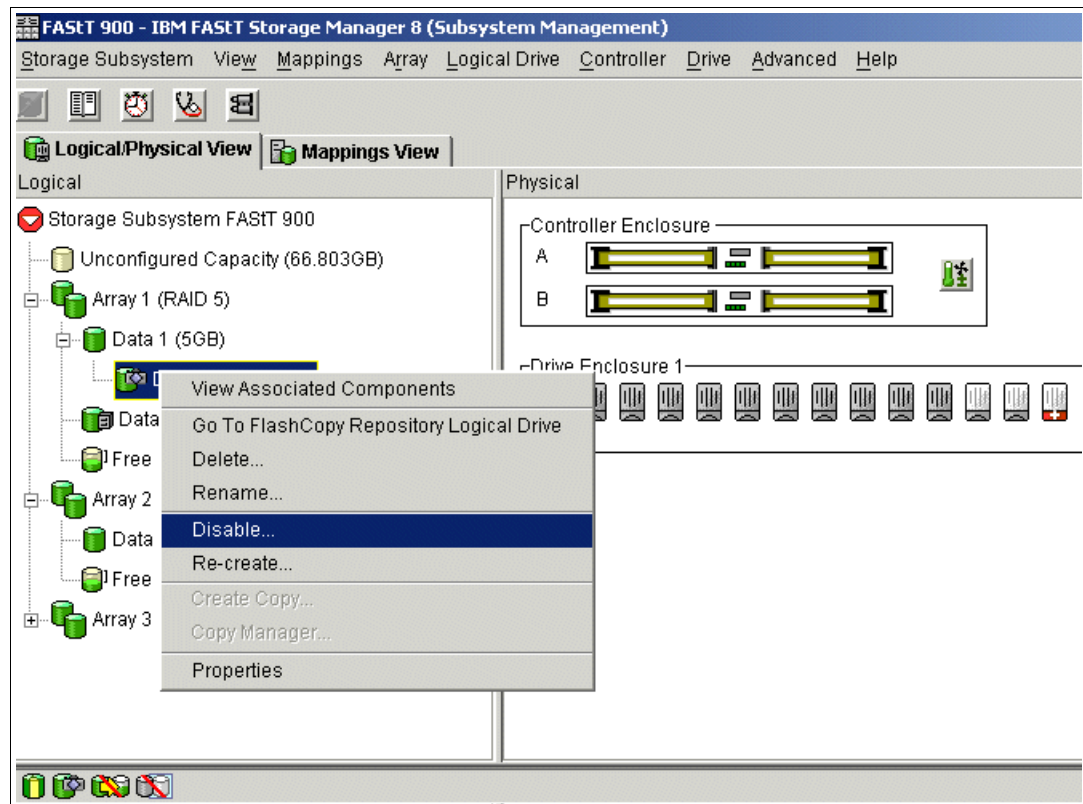 FAStT 900 - IBM FAStT Storage Manager 8 (Subsystem Management)
Storage Subsystem View Mappings Array Logical Drive Controller Drive Advanced Help
Logical/Physical View Mappings View
Logical
Storage Subsystem FAStT 900
Unconfigured Capacity (66.803GB)
Array 1 (RAID 5)
Data 1 (5GB)
Data
Free
Array 2
Data
Free
Array 3
View Associated Components
Go To FlashCopy Repository Logical Drive
Delete...
Rename...
Disable...
Re-create...
Create Copy...
Copy Manager...
Properties
Physical
Controller Enclosure
A
B
Drive Enclosure 1